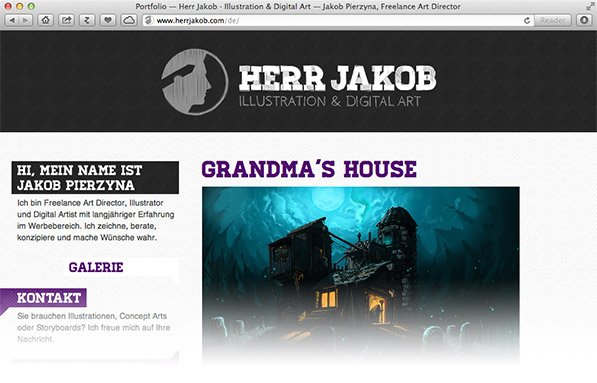 Portfolio — Herr Jakob · Illustration & Digital Art — Jakob Pierzyna, Freelance Art Director
www.herrjakob.com/de/
Reader
HERR JAKOB
ILLUSTRATION & DIGITAL ART
HI, MEIN NAME IST
JAKOB PIERZYNA
Ich bin Freelance Art Director, Illustrator
und Digital Artist mit langjähriger Erfahrung
im Werbebereich. Ich zeichne, berate,
konzipiere und mache Wünsche wahr.
GALERIE
KONTAKT
Sie brauchen Illustrationen, Concept Arts
oder Storyboards? Ich freue mich auf Ihre
Nachricht.
GRANDMA'S HOUSE